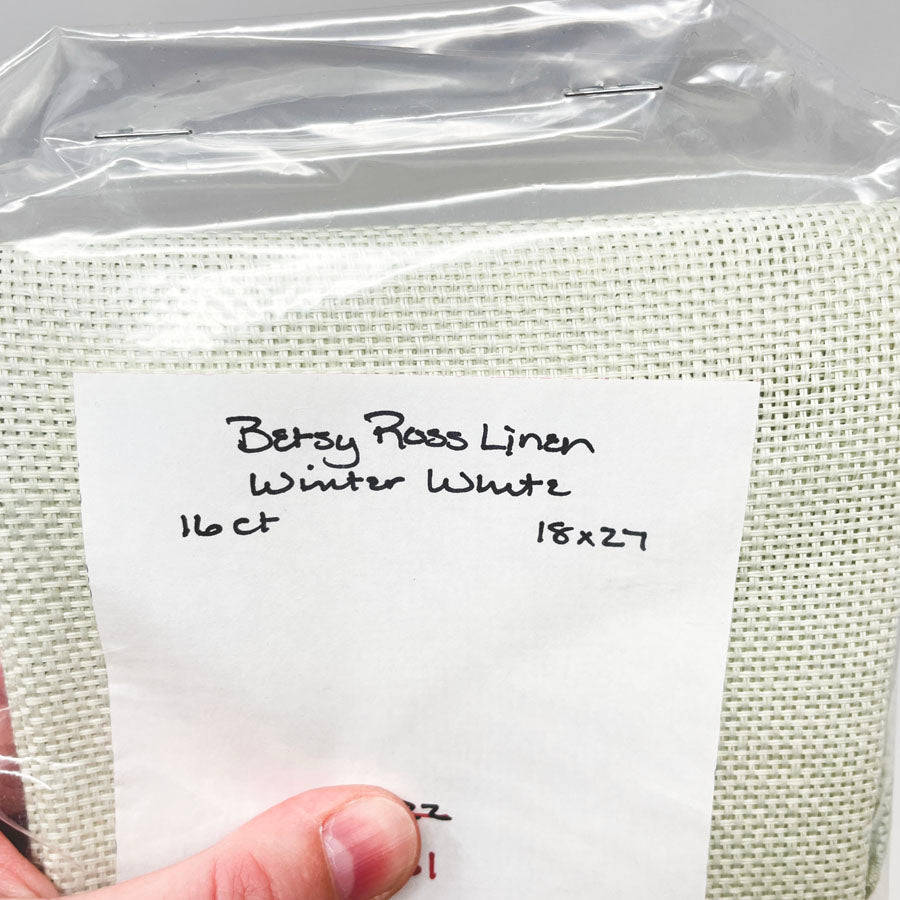 Betsy Ross Linen
Winter White
16 ct
18x27